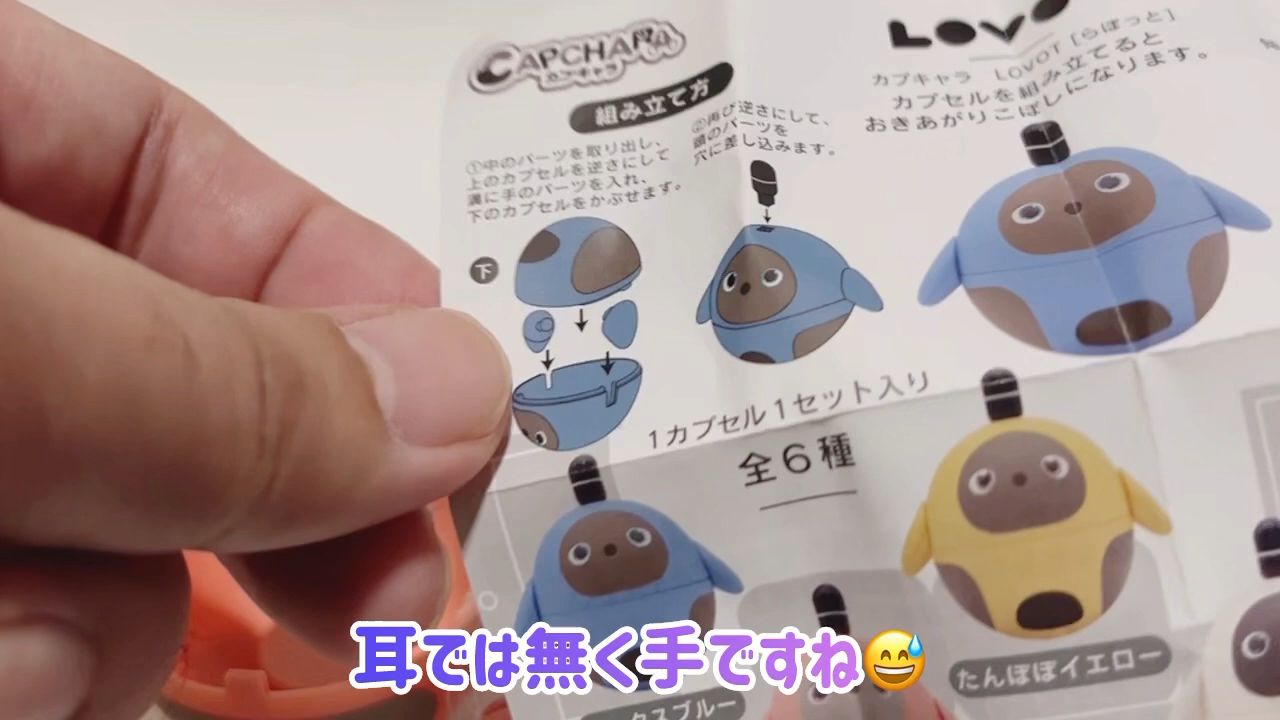 CAPCHARA
カプキャラ
組み立て方
①中のパーツを取り出し、
上のカプセルを逆さにして
溝に手のパーツを入れ、
下のカプセルをかぶせます。
下
②再び逆さにして、
頭のパーツを
穴に差し込みます。
LOVO
カプキャラ LOVOT [らぼっと]
カプセルを組み立てると
おきあがりこぼしになります。
1カプセル1セット入り
全6種
たんぽぽイエロー
スブルー
耳では無く手ですね😅